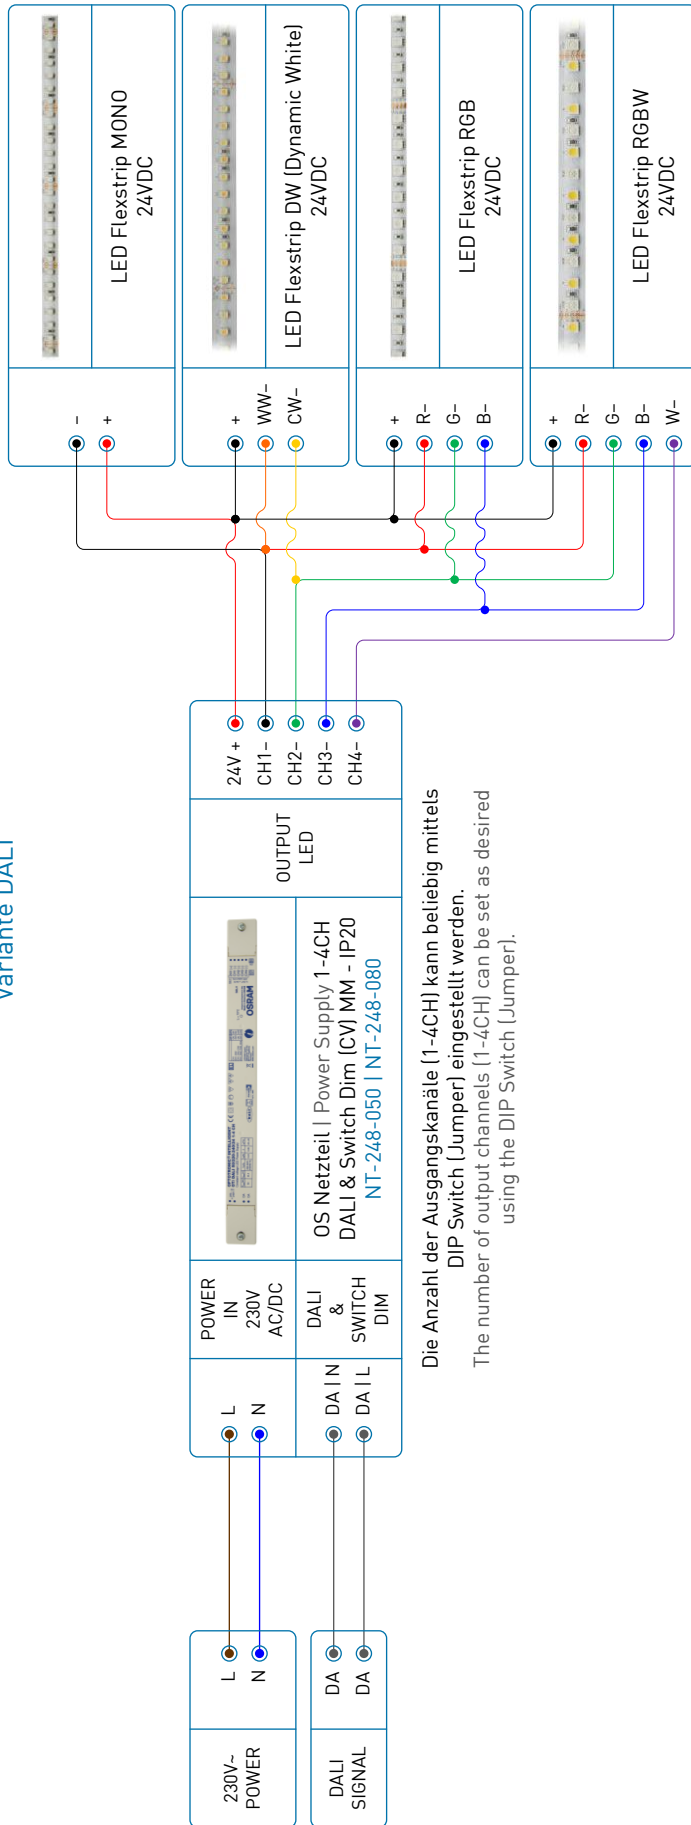 Variante DALI
230V~
POWER
L
N
DALI
SIGNAL
DA
DA
L
N
POWER
IN
230V
AC/DC
DA | N
DA | L
DALI
&
SWITCH
DIM
OSRAM
OS Netzteil | Power Supply 1-4CH
DALI & Switch Dim (CV) MM - IP20
NT-248-050 | NT-248-080
OUTPUT
LED
24V +
CH1-
CH2-
CH3-
CH4-
Die Anzahl der Ausgangskanäle (1-4CH) kann beliebig mittels
DIP Switch (Jumper) eingestellt werden.
The number of output channels (1-4CH) can be set as desired
using the DIP Switch (Jumper).
-
+
LED Flexstrip MONO
24VDC
+
WW-
CW-
LED Flexstrip DW (Dynamic White)
24VDC
+
R-
G-
B-
LED Flexstrip RGB
24VDC
+
R-
G-
B-
W-
LED Flexstrip RGBW
24VDC